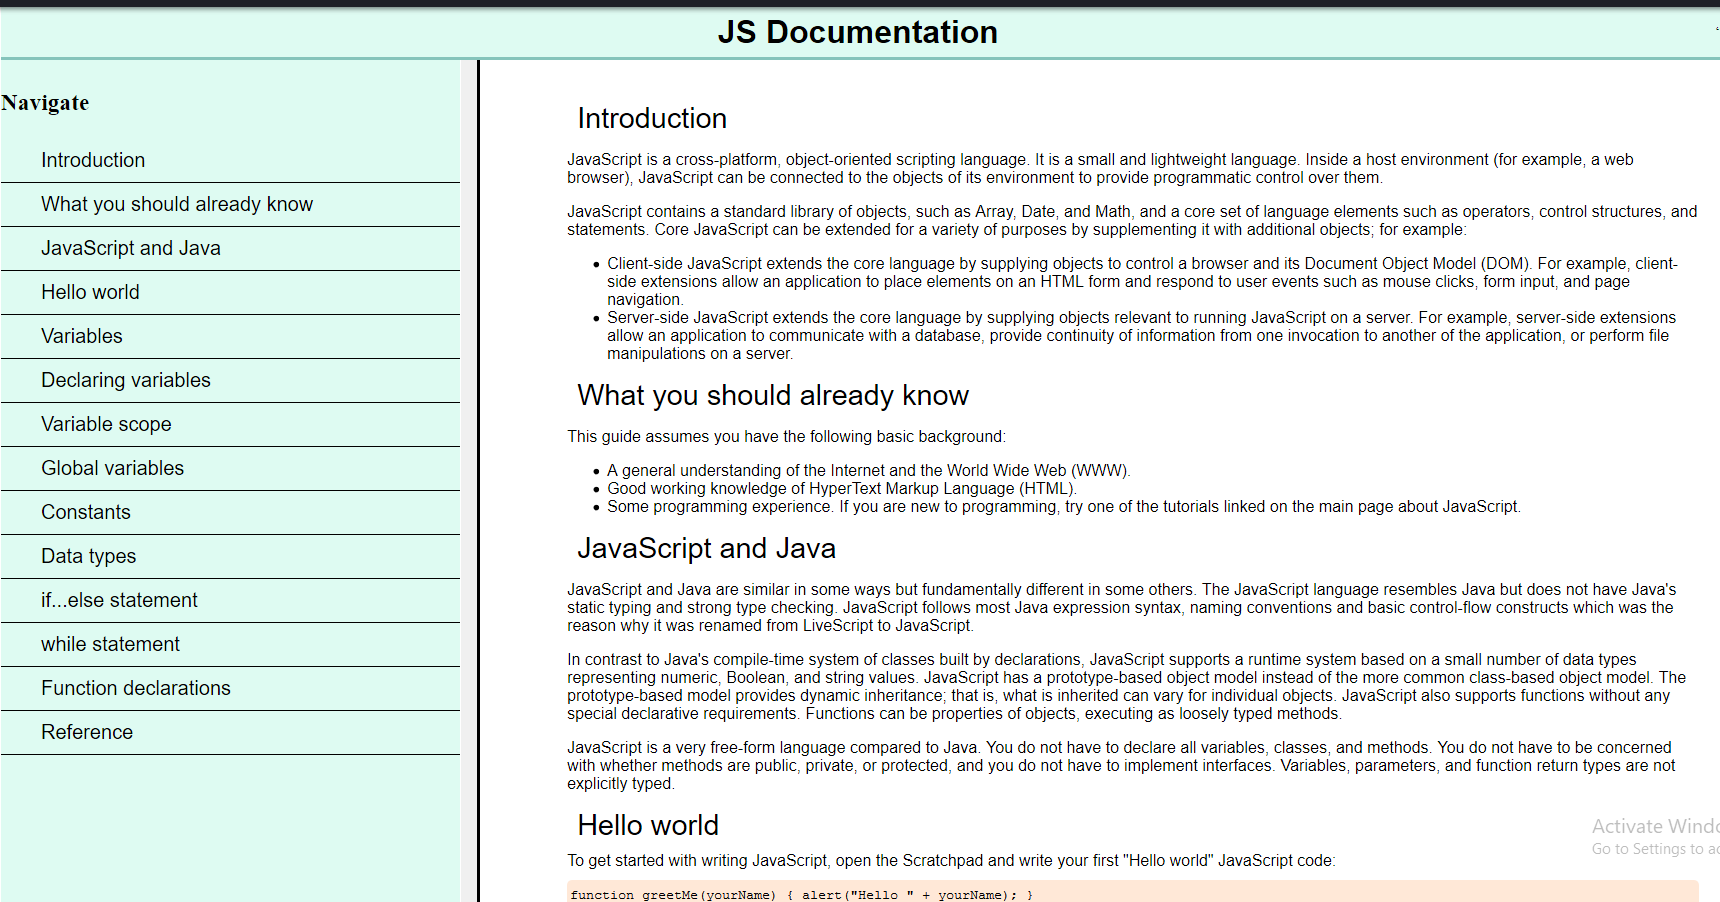 JS Documentation
Navigate
Introduction
What you should already know
JavaScript and Java
Hello world
Variables
Declaring variables
Variable scope
Global variables
Constants
Data types
if...else statement
while statement
Function declarations
Reference
Introduction
JavaScript is a cross-platform, object-oriented scripting language. It is a small and lightweight language. Inside a host environment (for example, a web
browser), JavaScript can be connected to the objects of its environment to provide programmatic control over them.
JavaScript contains a standard library of objects, such as Array, Date, and Math, and a core set of language elements such as operators, control structures, and
statements. Core JavaScript can be extended for a variety of purposes by supplementing it with additional objects; for example:
• Client-side JavaScript extends the core language by supplying objects to control a browser and its Document Object Model (DOM). For example, client-
side extensions allow an application to place elements on an HTML form and respond to user events such as mouse clicks, form input, and page
navigation.
• Server-side JavaScript extends the core language by supplying objects relevant to running JavaScript on a server. For example, server-side extensions
allow an application to communicate with a database, provide continuity of information from one invocation to another of the application, or perform file
manipulations on a server.
What you should already know
This guide assumes you have the following basic background:
• A general understanding of the Internet and the World Wide Web (WWW).
• Good working knowledge of HyperText Markup Language (HTML).
• Some programming experience. If you are new to programming, try one of the tutorials linked on the main page about JavaScript.
JavaScript and Java
JavaScript and Java are similar in some ways but fundamentally different in some others. The JavaScript language resembles Java but does not have Java's
static typing and strong type checking. JavaScript follows most Java expression syntax, naming conventions and basic control-flow constructs which was the
reason why it was renamed from LiveScript to JavaScript.
In contrast to Java's compile-time system of classes built by declarations, JavaScript supports a runtime system based on a small number of data types
representing numeric, Boolean, and string values. JavaScript has a prototype-based object model instead of the more common class-based object model. The
prototype-based model provides dynamic inheritance; that is, what is inherited can vary for individual objects. JavaScript also supports functions without any
special declarative requirements. Functions can be properties of objects, executing as loosely typed methods.
JavaScript is a very free-form language compared to Java. You do not have to declare all variables, classes, and methods. You do not have to be concerned
with whether methods are public, private, or protected, and you do not have to implement interfaces. Variables, parameters, and function return types are not
explicitly typed.
Hello world
To get started with writing JavaScript, open the Scratchpad and write your first "Hello world" JavaScript code:
function greetMe(yourName) { alert("Hello " + yourName); }
Activate Windo
Go to Settings to ac